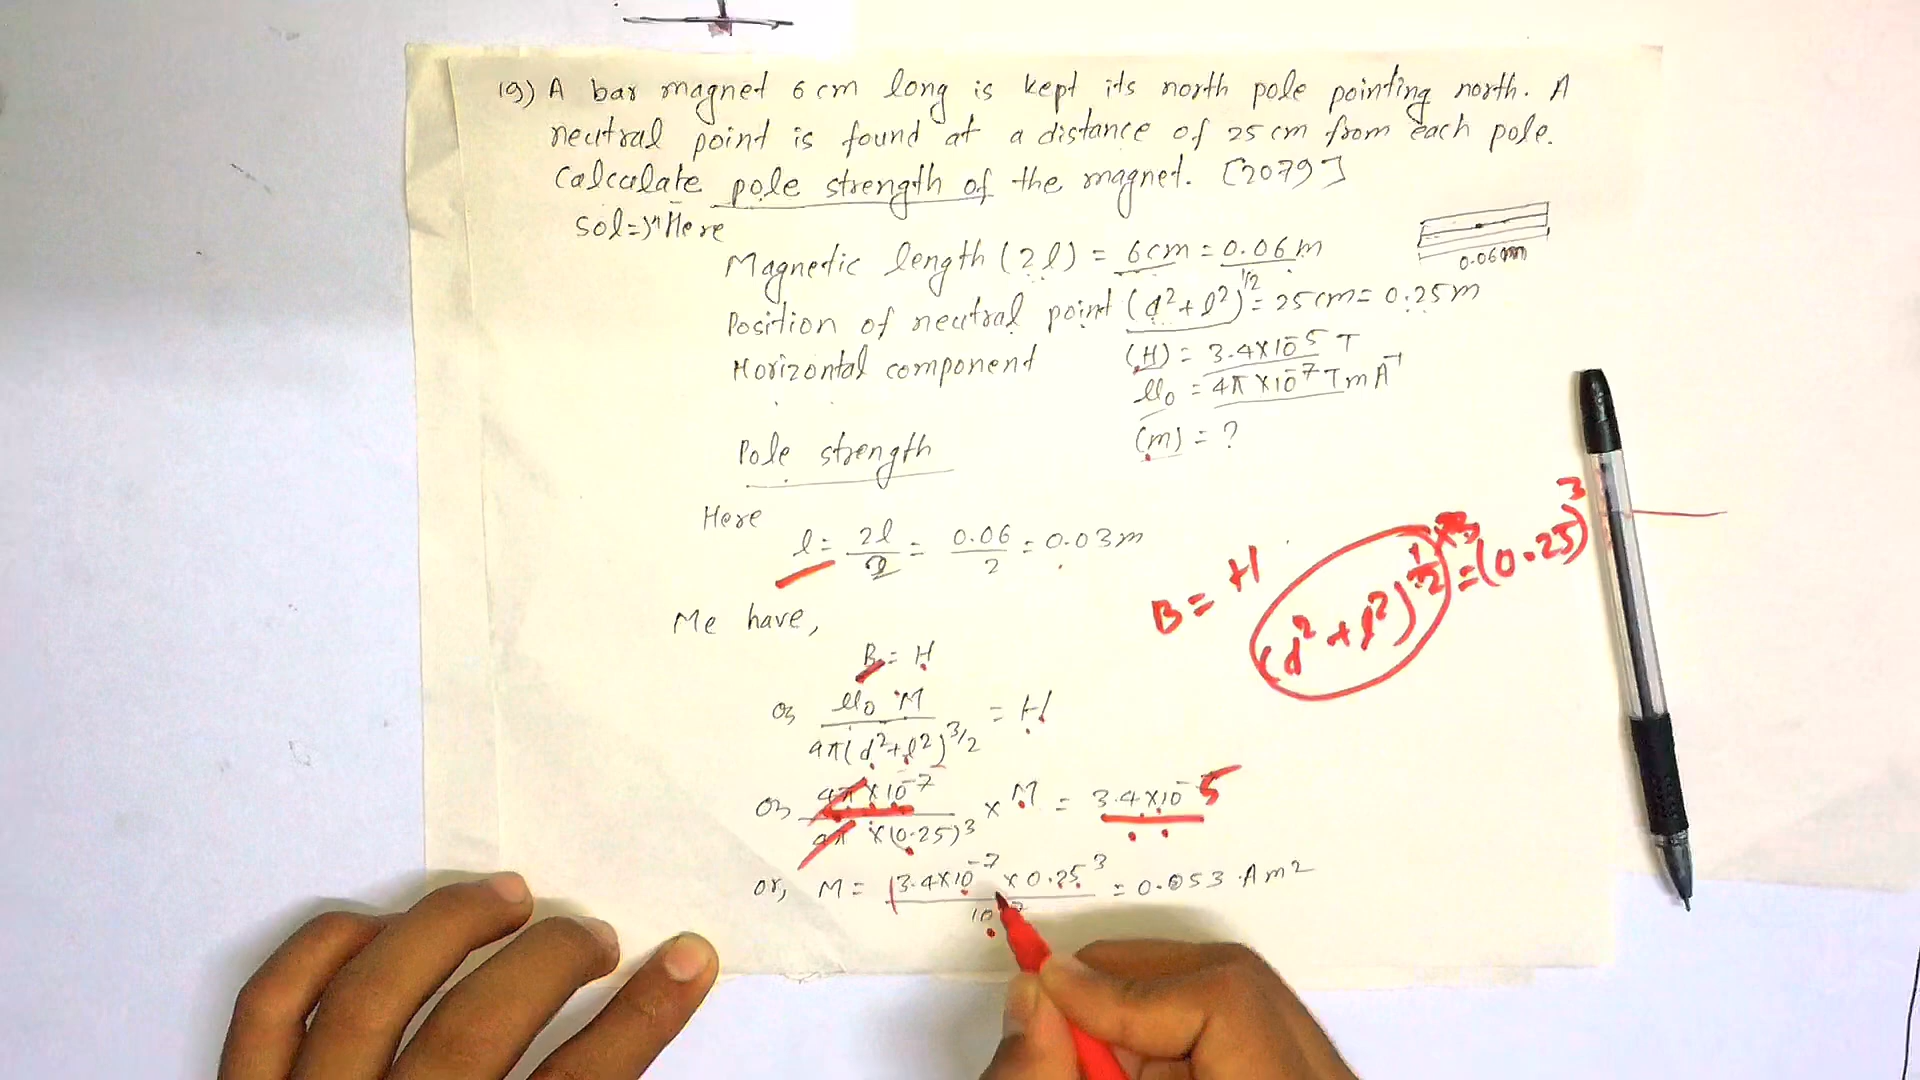 19) A bar magnet 6 cm long is kept its north pole pointing north. A
neutral point is found at a distance of 25 cm from each pole.
Calculate pole strength of the magnet. [2079]
Sol=>n Here
Magnetic length (2l) = 6cm = 0.06 m
0.06m
Position of neutral point (d²+l²)^1/2 = 25cm = 0.25m
Horizontal component (H) = 3.4×10^-5 T
μ₀ = 4π×10^-7 TmA^-1
Pole strength (m) = ?
Here
l = 2l/2 = 0.06/2 = 0.03m
B = H
(d²+l²)^1/2×3 = (0.25)³
We have,
B = H
or μ₀ M / 4π(d²+l²)^3/2 = H
or 4π×10^-7 / 4π×(0.25)³ × M = 3.4×10^-5
or, M = 3.4×10^-7×0.25³ / 10^-7 = 0.053 Am²